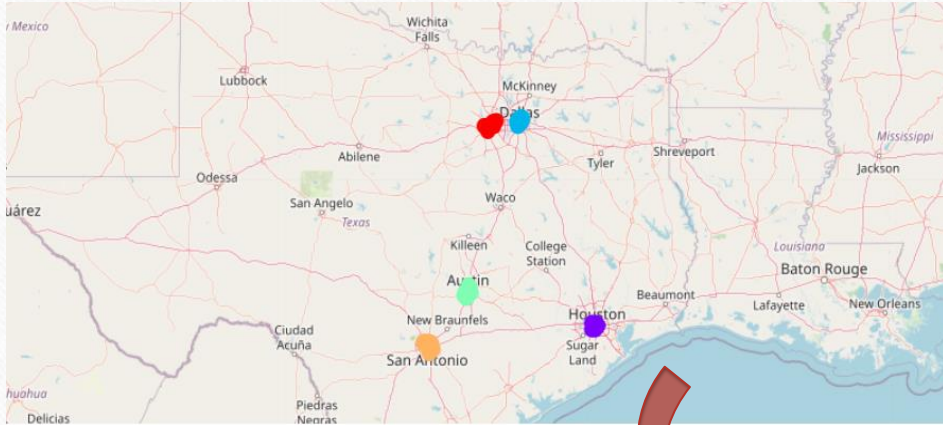 Mexico
Wichita
Falls
Lubbock
McKinney
Dallas
Mississippi
Abilene
Tyler
Shreveport
Jackson
Odessa
San Angelo
Waco
uárez
Texas
Killeen
College
Station
Louisiana
Austin
Baton Rouge
Beaumont
Lafayette
New Orleans
New Braunfels
Houston
Ciudad
Acuña
Sugar
Land
San Antonio
huahua
Piedras
Negras
Delicias